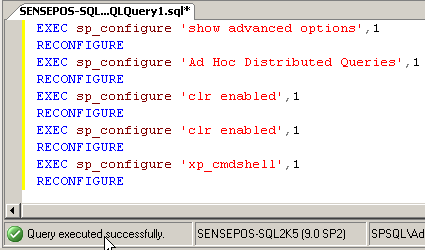 SENSEPOS-SQL...QLQuery1.sql*
EXEC sp_configure 'show advanced options',1
RECONFIGURE
EXEC sp_configure 'Ad Hoc Distributed Queries',1
RECONFIGURE
EXEC sp_configure 'clr enabled',1
RECONFIGURE
EXEC sp_configure 'clr enabled',1
RECONFIGURE
EXEC sp_configure 'xp_cmdshell',1
RECONFIGURE
Query executed successfully. SENSEPOS-SQL2K5 (9.0 SP2) SPSQL\Ad